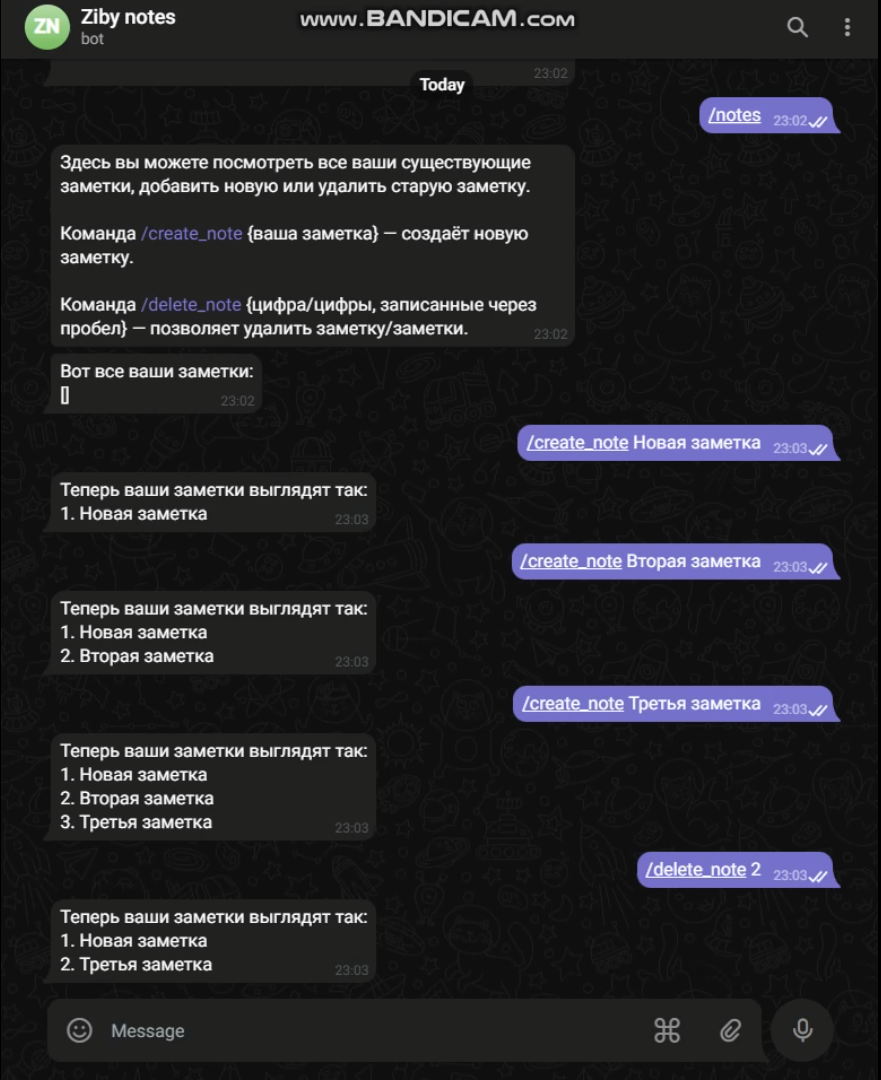 ZN
Ziby notes
bot
www.BANDICAM.com
23:02
Today
/notes 23:02
Здесь вы можете посмотреть все ваши существующие
заметки, добавить новую или удалить старую заметку.
Команда /create_note {ваша заметка} — создаёт новую
заметку.
Команда /delete_note {цифра/цифры, записанные через
пробел} — позволяет удалить заметку/заметки. 23:02
Вот все ваши заметки:
[] 23:02
/create_note Новая заметка 23:03
Теперь ваши заметки выглядят так:
1. Новая заметка 23:03
/create_note Вторая заметка 23:03
Теперь ваши заметки выглядят так:
1. Новая заметка
2. Вторая заметка 23:03
/create_note Третья заметка 23:03
Теперь ваши заметки выглядят так:
1. Новая заметка
2. Вторая заметка
3. Третья заметка 23:03
/delete_note 2 23:03
Теперь ваши заметки выглядят так:
1. Новая заметка
2. Третья заметка 23:03
Message